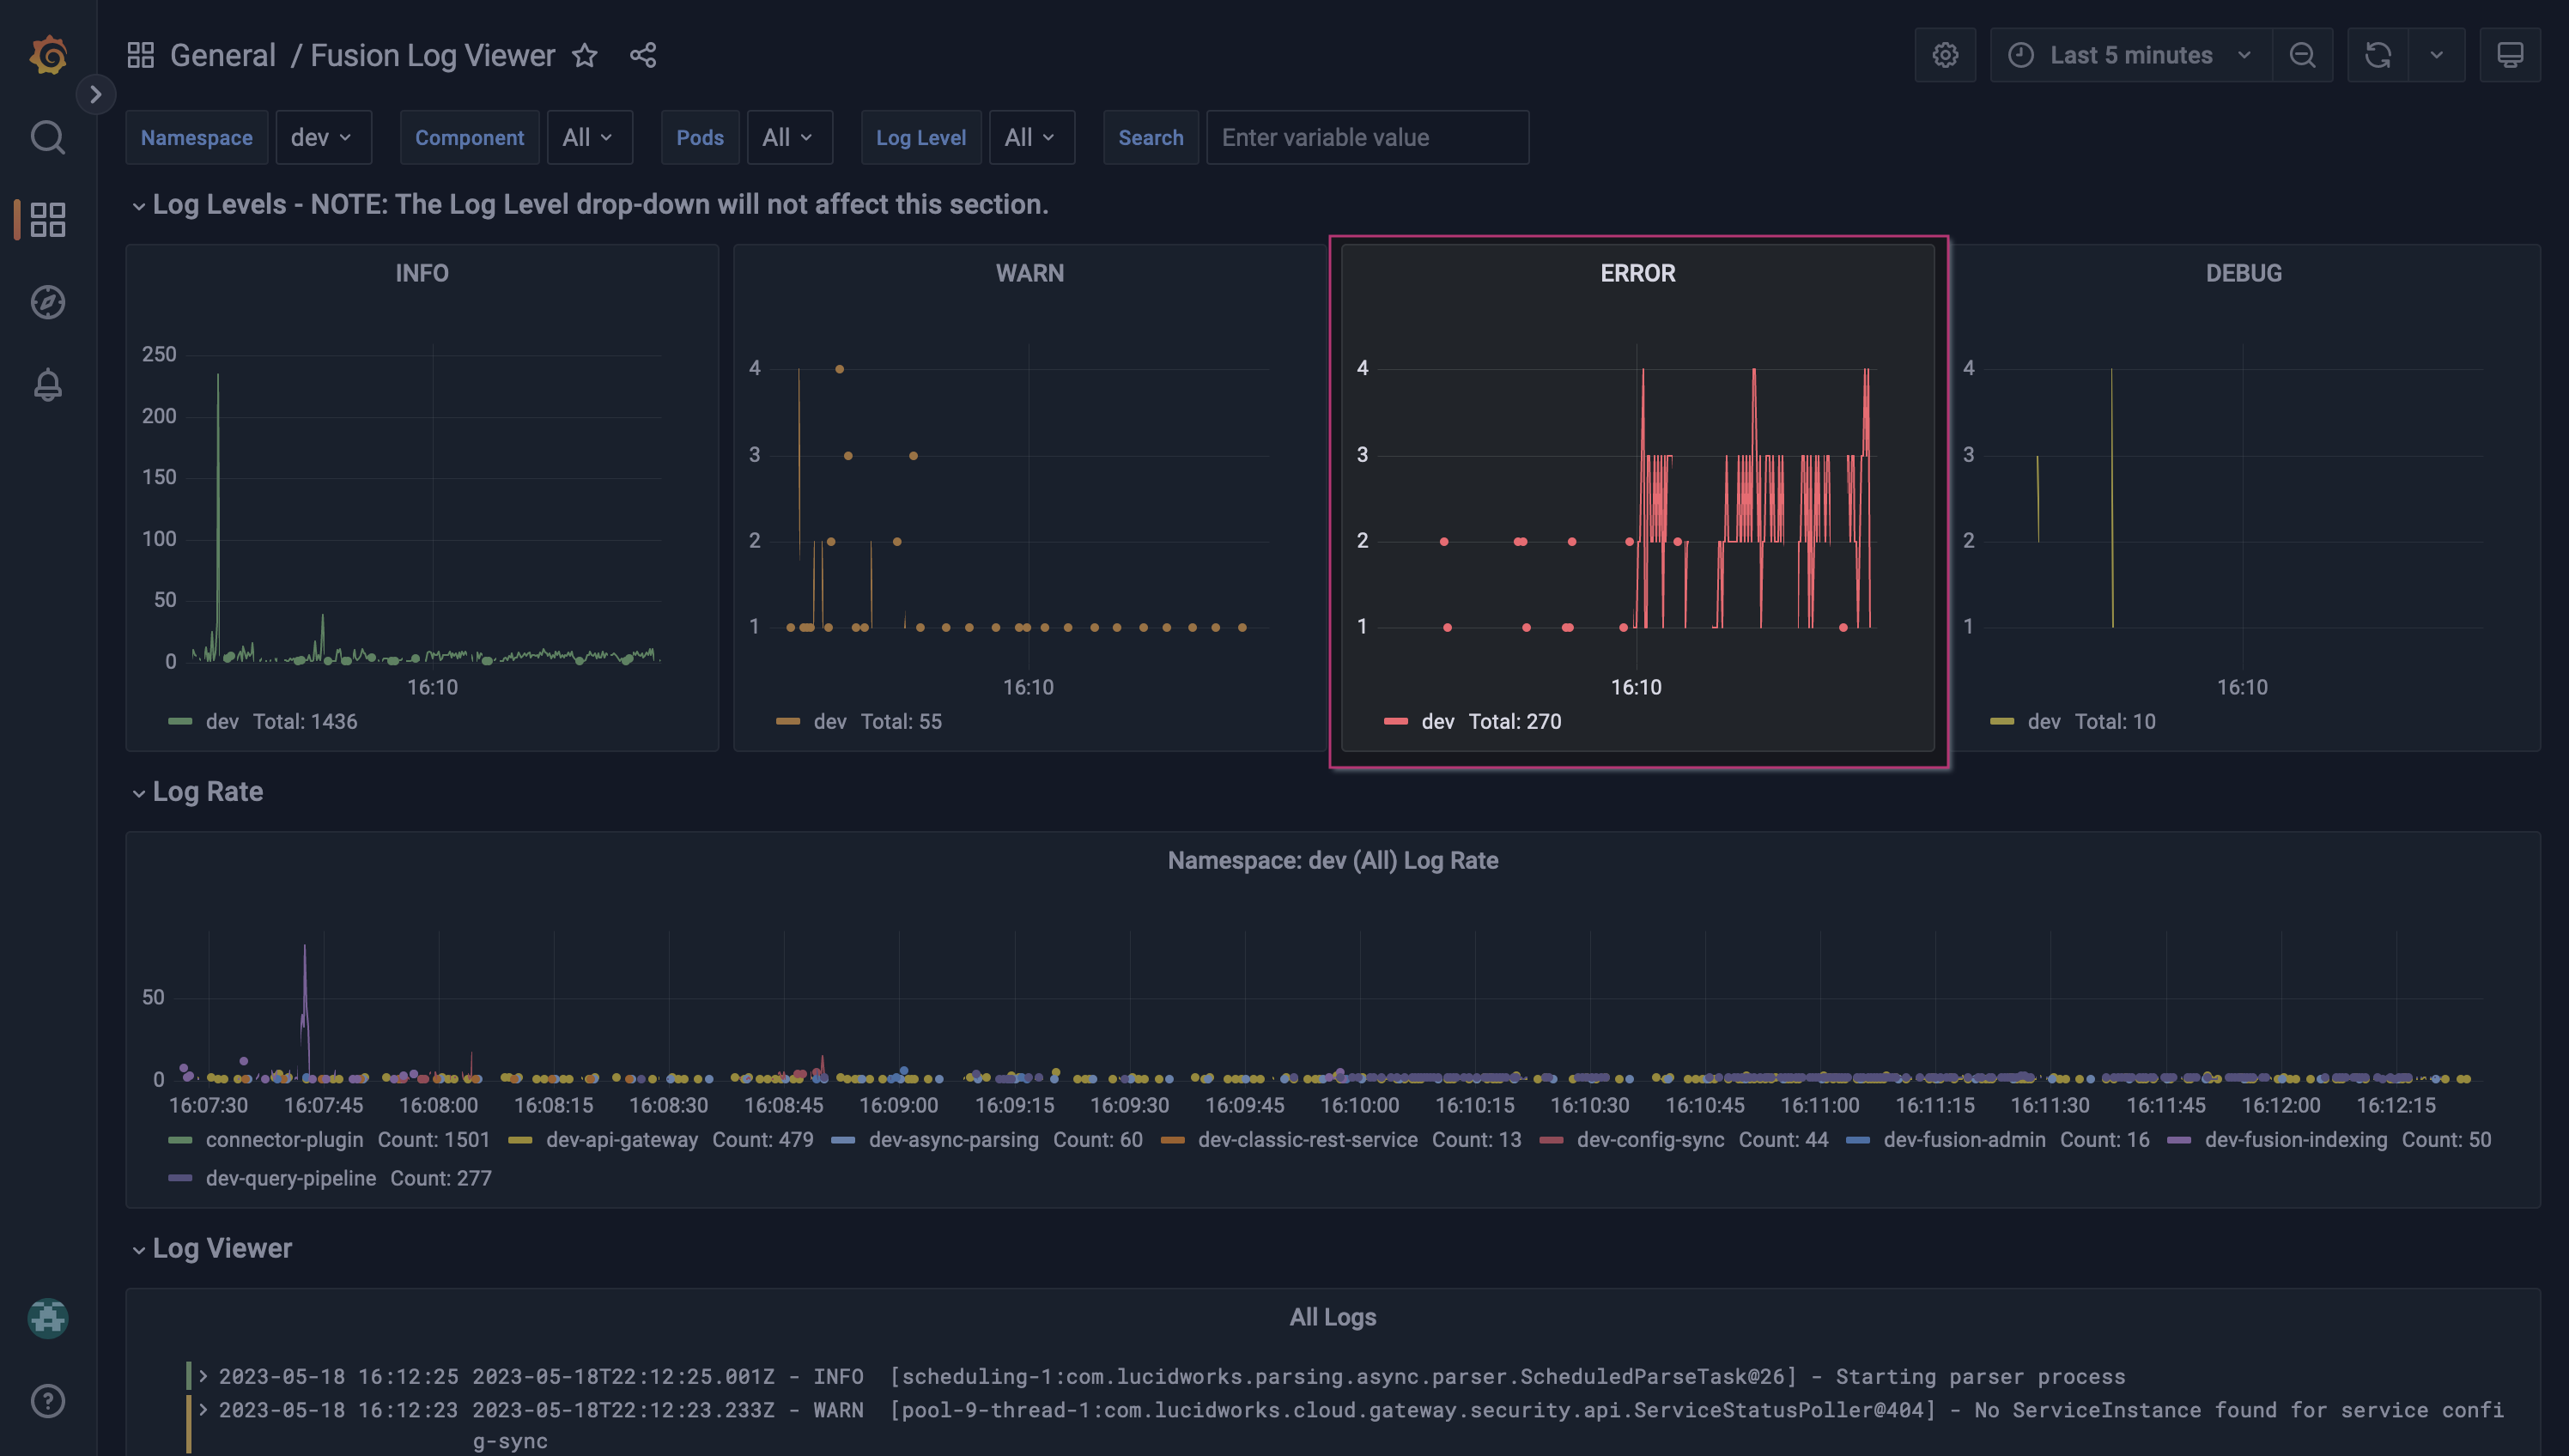 General / Fusion Log Viewer
Last 5 minutes
Namespace dev Component All Pods All Log Level All Search Enter variable value
Log Levels - NOTE: The Log Level drop-down will not affect this section.
INFO
250
200
150
100
50
0
16:10
dev Total: 1436
WARN
4
3
2
1
16:10
dev Total: 55
ERROR
4
3
2
1
16:10
dev Total: 270
DEBUG
4
3
2
1
16:10
dev Total: 10
Log Rate
Namespace: dev (All) Log Rate
50
0
16:07:30 16:07:45 16:08:00 16:08:15 16:08:30 16:08:45 16:09:00 16:09:15 16:09:30 16:09:45 16:10:00 16:10:15 16:10:30 16:10:45 16:11:00 16:11:15 16:11:30 16:11:45 16:12:00 16:12:15
connector-plugin Count: 1501 dev-api-gateway Count: 479 dev-async-parsing Count: 60 dev-classic-rest-service Count: 13 dev-config-sync Count: 44 dev-fusion-admin Count: 16 dev-fusion-indexing Count: 50
dev-query-pipeline Count: 277
Log Viewer
All Logs
2023-05-18 16:12:25 2023-05-18T22:12:25.001Z - INFO [scheduling-1:com.lucidworks.parsing.async.parser.ScheduledParseTask@26] - Starting parser process
2023-05-18 16:12:23 2023-05-18T22:12:23.233Z - WARN [pool-9-thread-1:com.lucidworks.cloud.gateway.security.api.ServiceStatusPoller@404] - No ServiceInstance found for service confi
g-sync